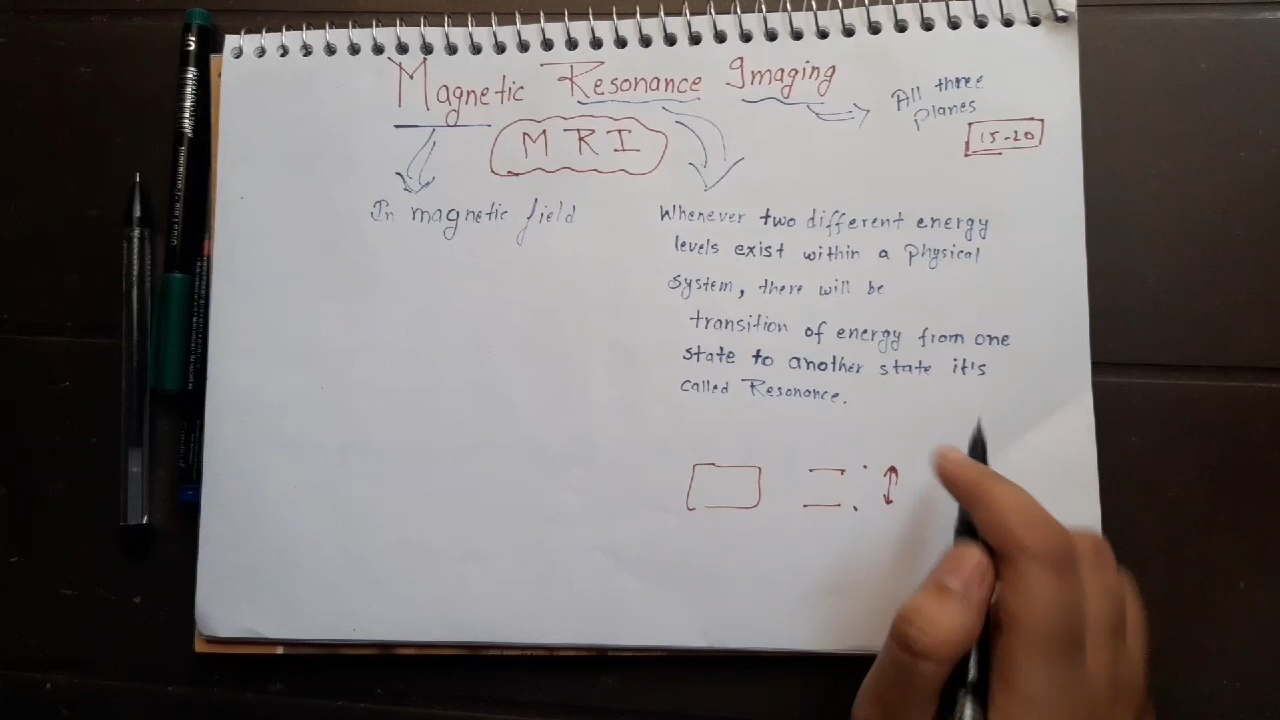 Magnetic Resonance Imaging
All three
planes
MRI
15-20
In magnetic field
Whenever two different energy
levels exist within a physical
system, there will be
transition of energy from one
state to another state it's
called Resonance.